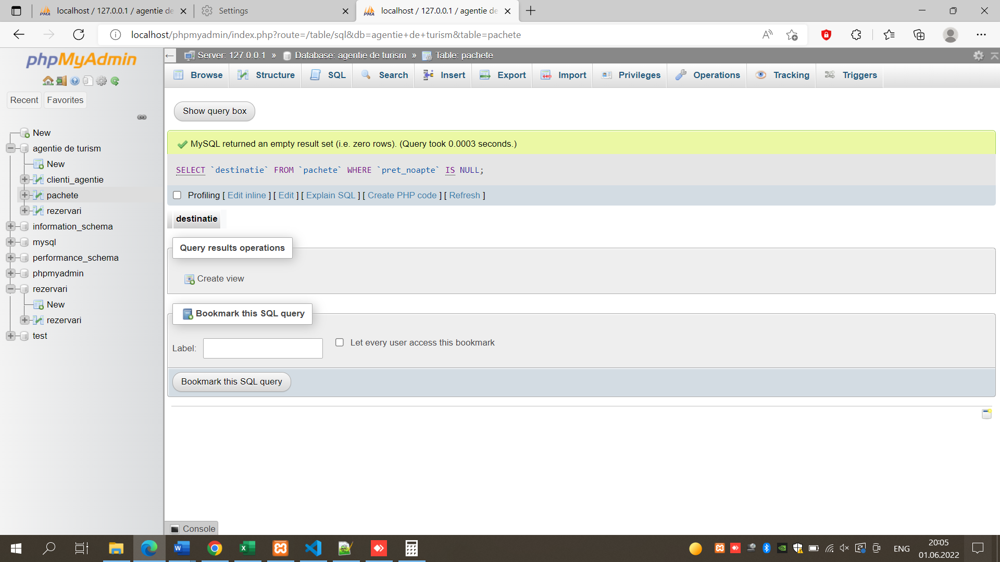 localhost / 127.0.0.1 / agentie de
Settings
localhost / 127.0.0.1 / agentie de
localhost/phpmyadmin/index.php?route=/table/sql&db=agentie+de+turism&table=pachete
phpMyAdmin
Recent
Favorites
New
agentie de turism
New
clienti_agentie
pachete
rezervari
information_schema
mysql
performance_schema
phpmyadmin
rezervari
New
rezervari
test
Server: 127.0.0.1 » Database: agentie de turism » Table: pachete
Browse
Structure
SQL
Search
Insert
Export
Import
Privileges
Operations
Tracking
Triggers
Show query box
MySQL returned an empty result set (i.e. zero rows). (Query took 0.0003 seconds.)
SELECT `destinatie` FROM `pachete` WHERE `pret_noapte` IS NULL;
Profiling [ Edit inline ] [ Edit ] [ Explain SQL ] [ Create PHP code ] [ Refresh ]
destinatie
Query results operations
Create view
Bookmark this SQL query
Label:
Let every user access this bookmark
Bookmark this SQL query
Console
ENG
20:05
01.06.2022